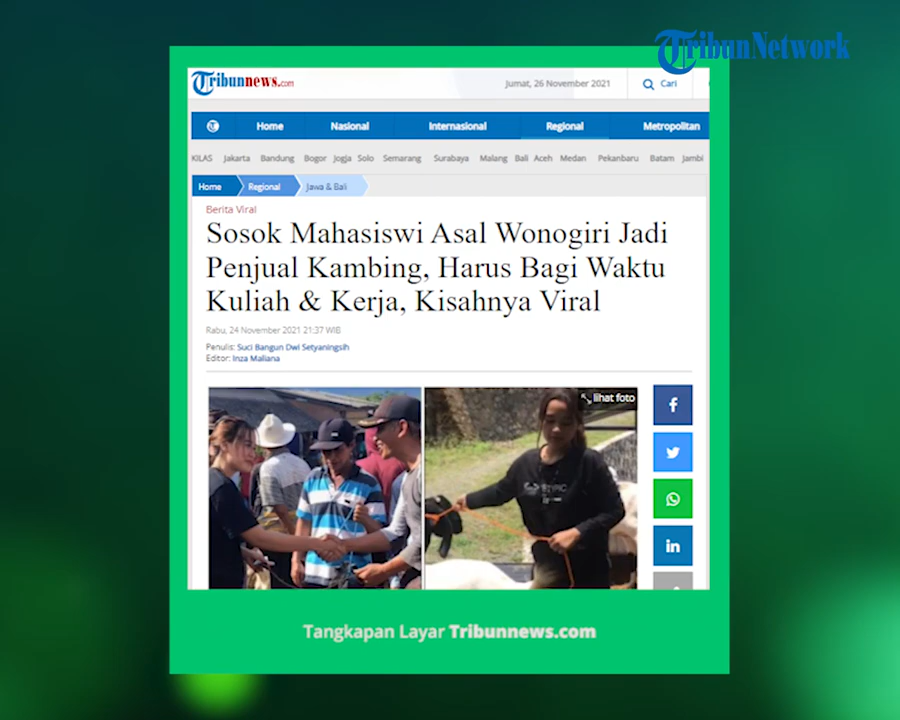 TribunNetwork
Tribunnews.com
Jumat, 26 November 2021
Cari
Home Nasional Internasional Regional Metropolitan
KILAS Jakarta Bandung Bogor Jogja Solo Semarang Surabaya Malang Bali Aceh Medan Pekanbaru Batam Jambi
Home Regional Jawa & Bali
Berita Viral
Sosok Mahasiswi Asal Wonogiri Jadi
Penjual Kambing, Harus Bagi Waktu
Kuliah & Kerja, Kisahnya Viral
Rabu, 24 November 2021 21:37 WIB
Penulis: Suci Bangun Dwi Setyaningsih
Editor: Inza Maliana
lihat foto
Tangkapan Layar Tribunnews.com